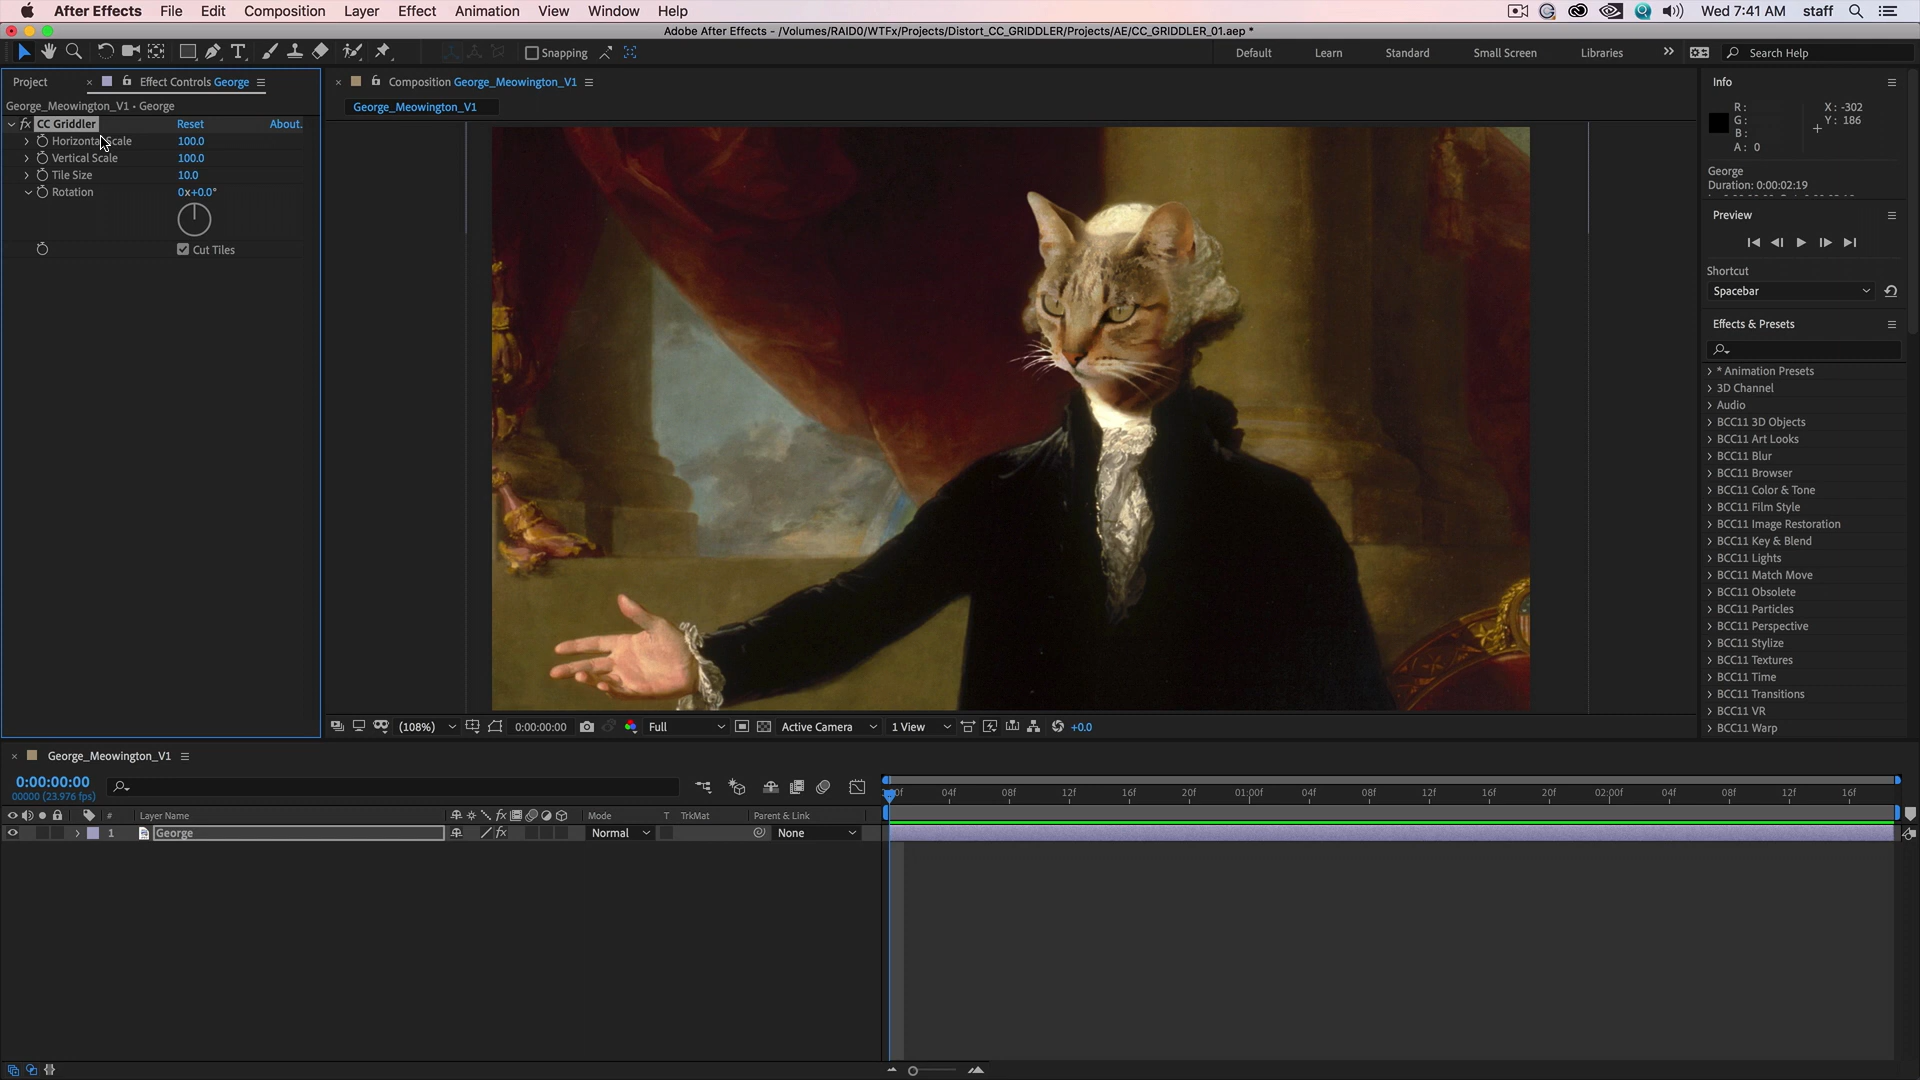 After Effects File Edit Composition Layer Effect Animation View Window Help Wed 7:41 AM staff
Adobe After Effects - /Volumes/RAID0/WTFx/Projects/Distort_CC_GRIDDLER/Projects/AE/CC_GRIDDLER_01.aep *
Snapping Default Learn Standard Small Screen Libraries Search Help
Project Effect Controls George
George_Meowington_V1 • George
fx CC Griddler Reset About.
Horizontal Scale 100.0
Vertical Scale 100.0
Tile Size 10.0
Rotation 0x+0.0°
Cut Tiles
Composition George_Meowington_V1
George_Meowington_V1
(108%) 0:00:00:00 Full Active Camera 1 View +0.0
Info
R : X : -302
G : Y : 186
B :
A : 0
George
Duration: 0:00:02:19
Preview
Shortcut
Spacebar
Effects & Presets
* Animation Presets
3D Channel
Audio
BCC11 3D Objects
BCC11 Art Looks
BCC11 Blur
BCC11 Browser
BCC11 Color & Tone
BCC11 Film Style
BCC11 Image Restoration
BCC11 Key & Blend
BCC11 Lights
BCC11 Match Move
BCC11 Obsolete
BCC11 Particles
BCC11 Perspective
BCC11 Stylize
BCC11 Textures
BCC11 Time
BCC11 Transitions
BCC11 VR
BCC11 Warp
George_Meowington_V1
0:00:00:00
00000 (23.976 fps)
04f 08f 12f 16f 20f 01:00f 04f 08f 12f 16f 20f 02:00f 04f 08f 12f 16f
# Layer Name fx Mode T TrkMat Parent & Link
1 George fx Normal None